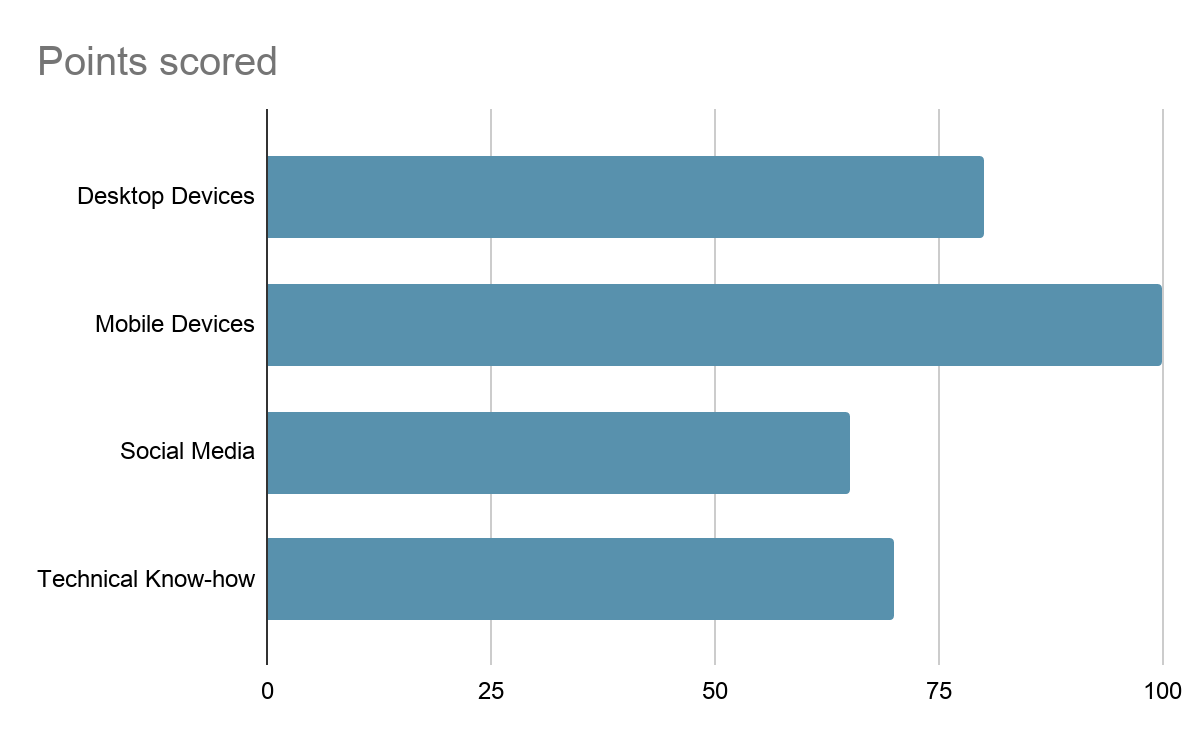 Points scored
Desktop Devices
Mobile Devices
Social Media
Technical Know-how
0 25 50 75 100